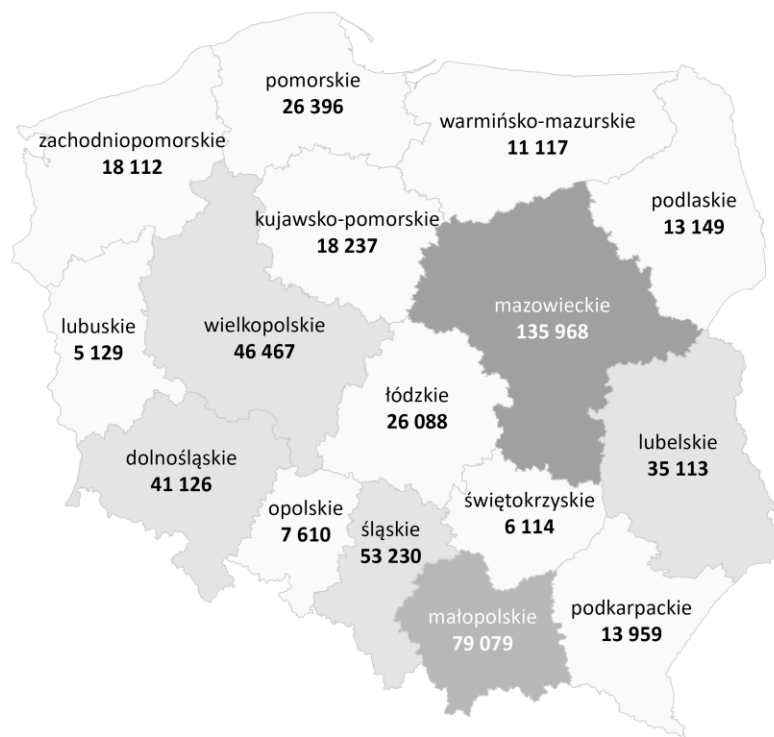 pomorskie
26 396
warmińsko-mazurskie
11 117
zachodniopomorskie
18 112
podlaskie
13 149
kujawsko-pomorskie
18 237
mazowieckie
135 968
lubuskie
5 129
wielkopolskie
46 467
łódzkie
26 088
lubelskie
35 113
dolnośląskie
41 126
opolskie
7 610
śląskie
53 230
świętokrzyskie
6 114
małopolskie
79 079
podkarpackie
13 959